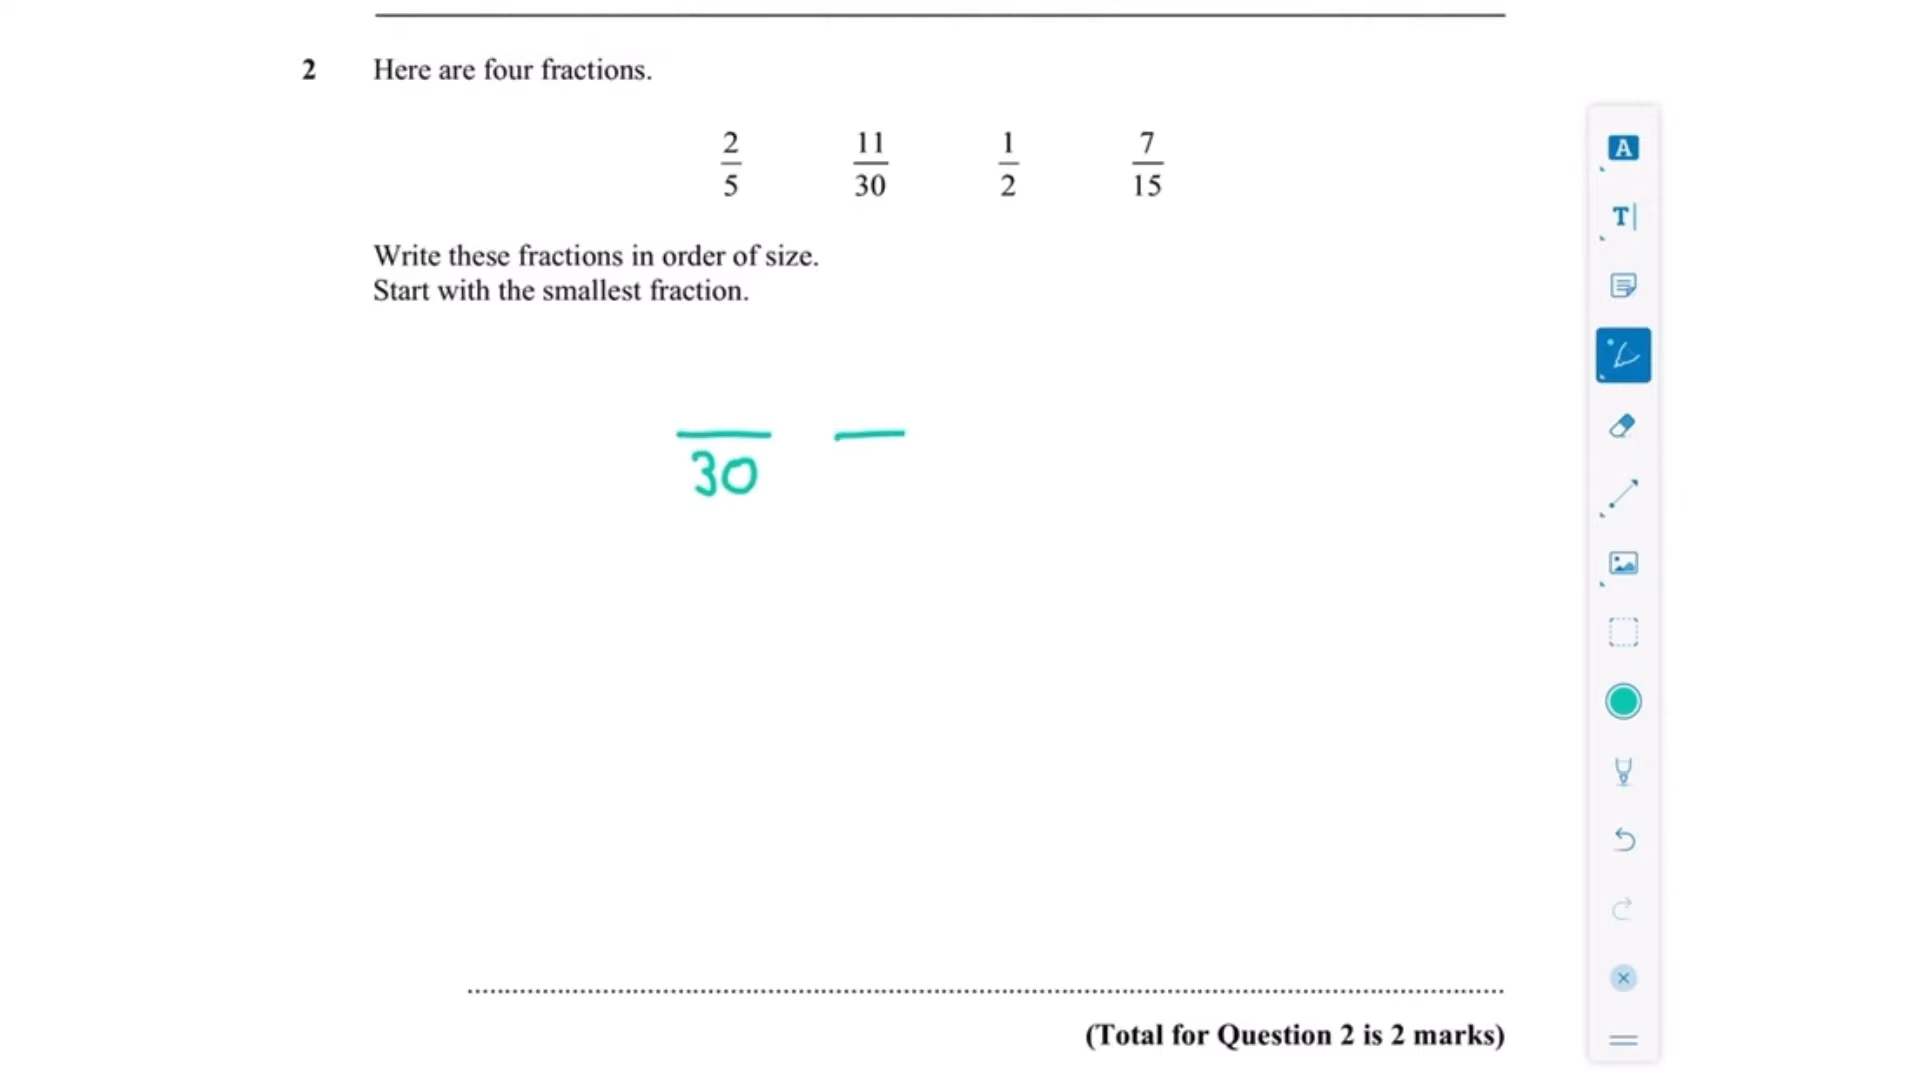 2 Here are four fractions.
2/5 11/30 1/2 7/15
Write these fractions in order of size.
Start with the smallest fraction.
30
(Total for Question 2 is 2 marks)
A
T